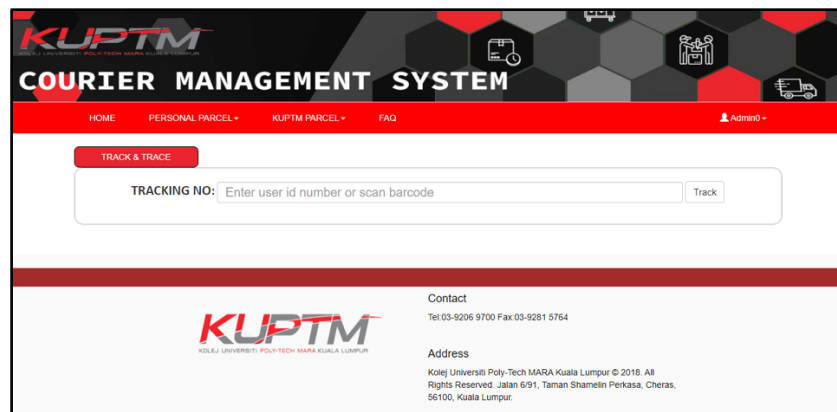 KUPTM
KOLEJ UNIVERSITI POLY-TECH MARA KUALA LUMPUR
COURIER MANAGEMENT SYSTEM
HOME PERSONAL PARCEL KUPTM PARCEL FAQ Admin0
TRACK & TRACE
TRACKING NO: Enter user id number or scan barcode Track
KUPTM
KOLEJ UNIVERSITI POLY-TECH MARA KUALA LUMPUR
Contact
Tel:03-9206 9700 Fax:03-9281 5764
Address
Kolej Universiti Poly-Tech MARA Kuala Lumpur © 2018. All
Rights Reserved. Jalan 6/91, Taman Shamelin Perkasa, Cheras,
56100, Kuala Lumpur.